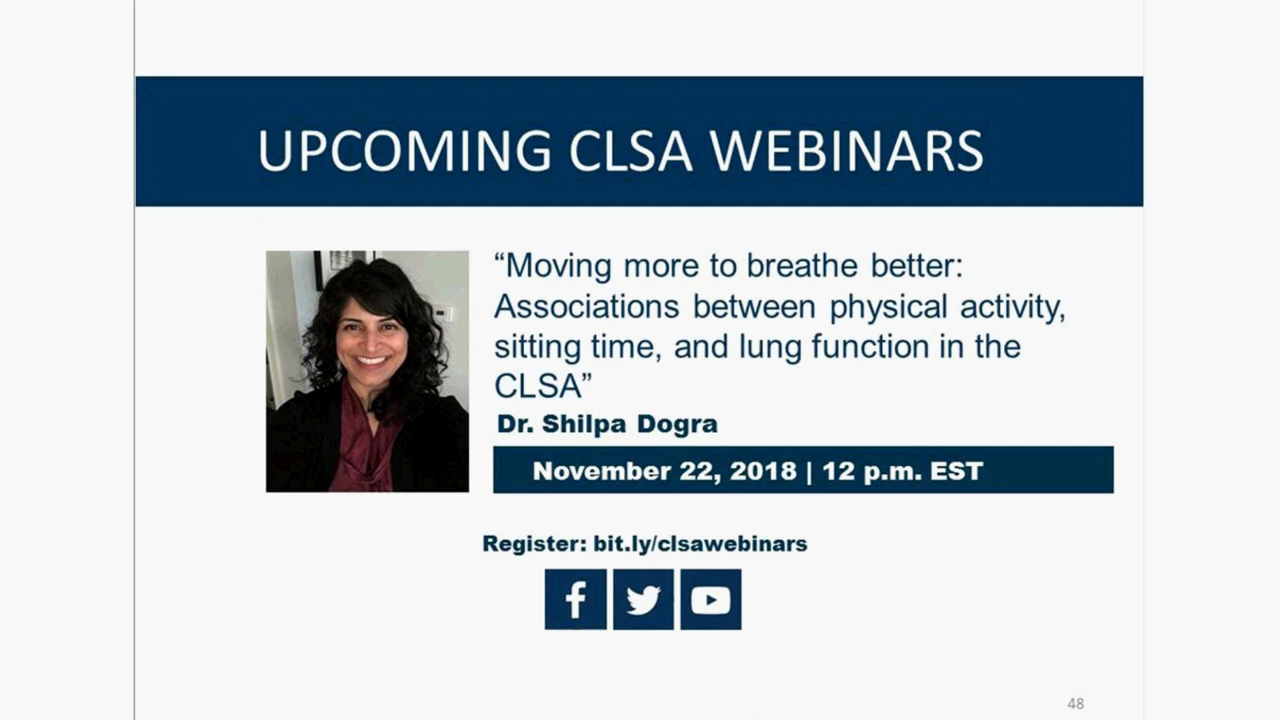 UPCOMING CLSA WEBINARS
“Moving more to breathe better:
Associations between physical activity,
sitting time, and lung function in the
CLSA”
Dr. Shilpa Dogra
November 22, 2018 | 12 p.m. EST
Register: bit.ly/clsawebinars
48